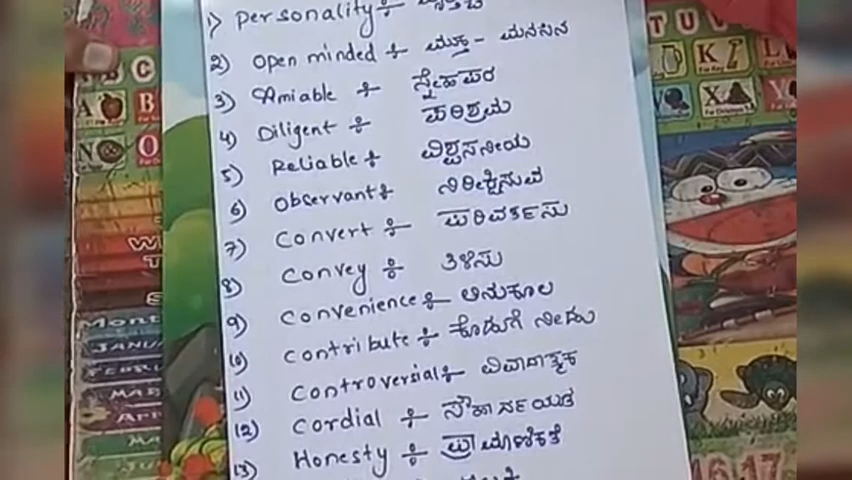 1) Personality ÷
2) Open minded ÷ ಮುಕ್ತ - ಮನಸಿನ
3) Amiable ÷ ಸ್ನೇಹಪರ
4) Diligent ÷ ಪರಿಶ್ರಮ
5) Reliable ÷ ವಿಶ್ವಸನೀಯ
6) Observant ÷ ನಿರೀಕ್ಷಿಸುವ
7) Convert ÷ ಪರಿವರ್ತಿಸು
8) Convey ÷ ತಿಳಿಸು
9) Convenience ÷ ಅನುಕೂಲ
10) Contribute ÷ ಕೊಡುಗೆ ನೀಡು
11) Controversial ÷ ವಿವಾದಾತ್ಮಕ
12) Cordial ÷ ಸೌಹಾರ್ದಯುತ
13) Honesty ÷ ಪ್ರಾಮಾಣಿಕತೆ
T U V
C
A B
N O
K L
X
16 17